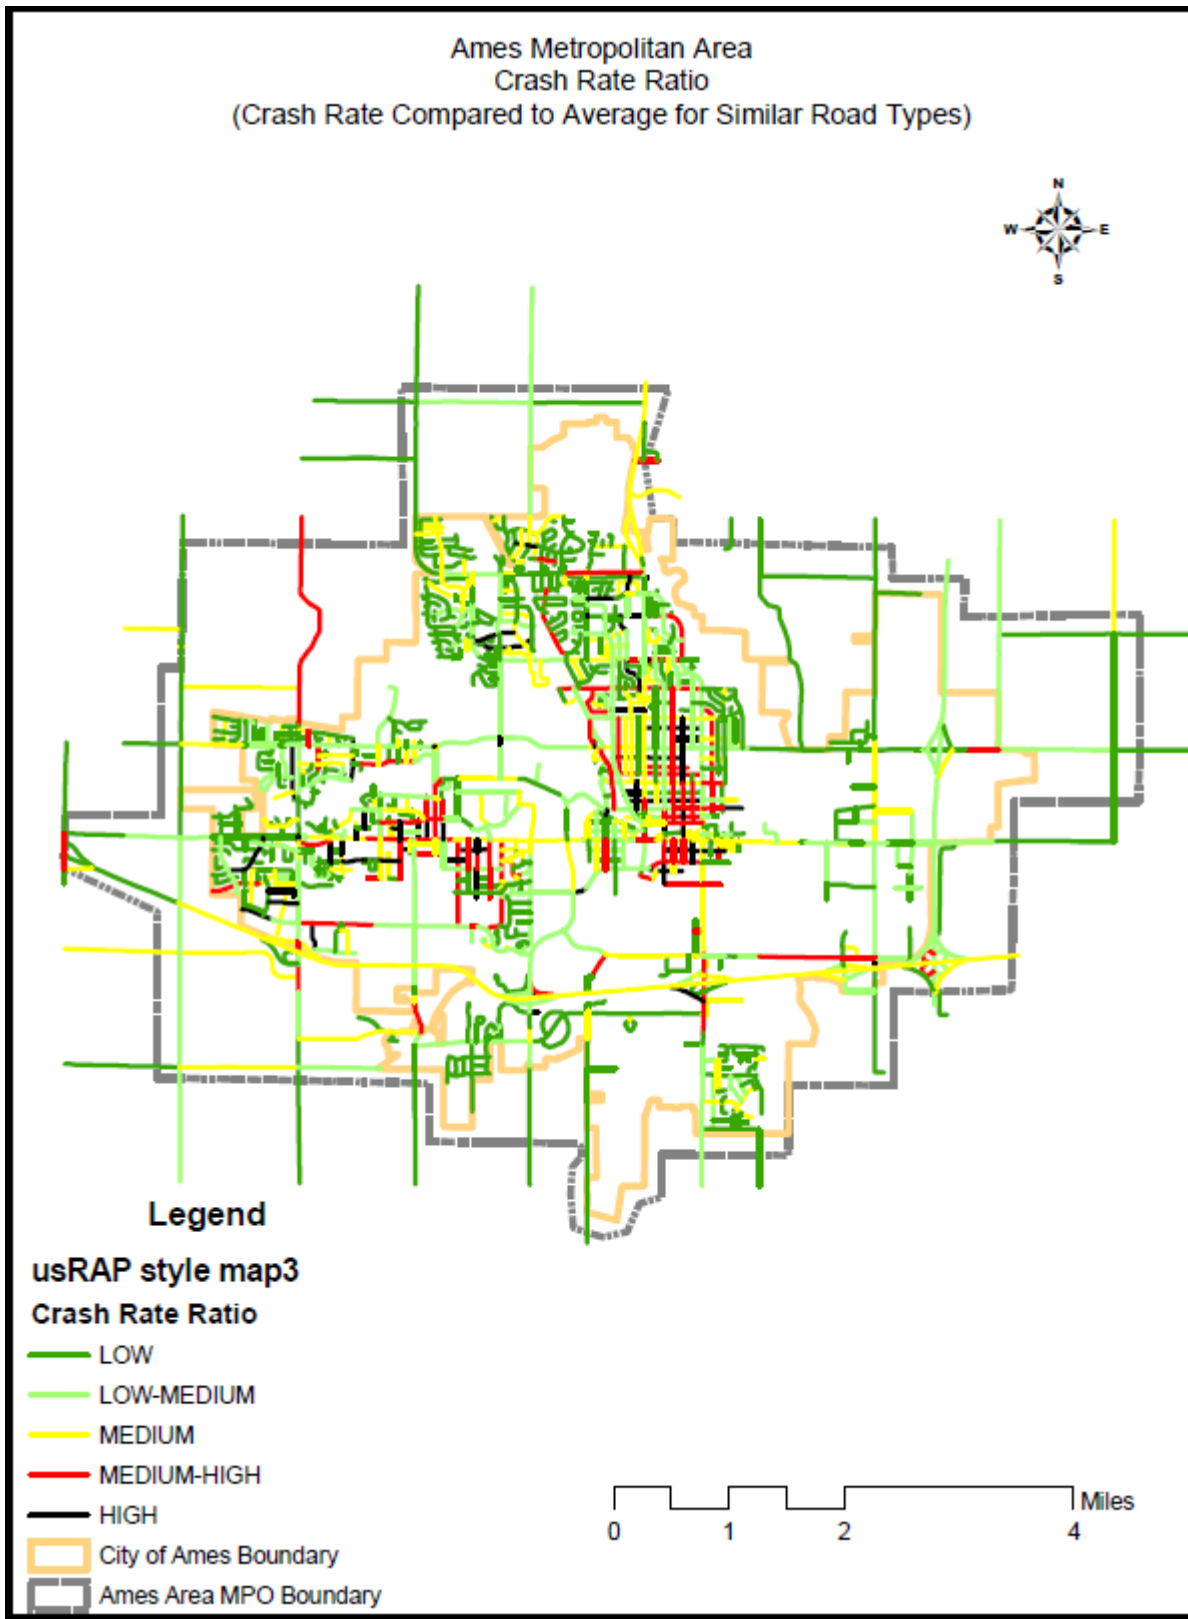 Ames Metropolitan Area
Crash Rate Ratio
(Crash Rate Compared to Average for Similar Road Types)
N
W E
S
Legend
usRAP style map3
Crash Rate Ratio
LOW
LOW-MEDIUM
MEDIUM
MEDIUM-HIGH
HIGH
City of Ames Boundary
Ames Area MPO Boundary
Miles
0 1 2 4